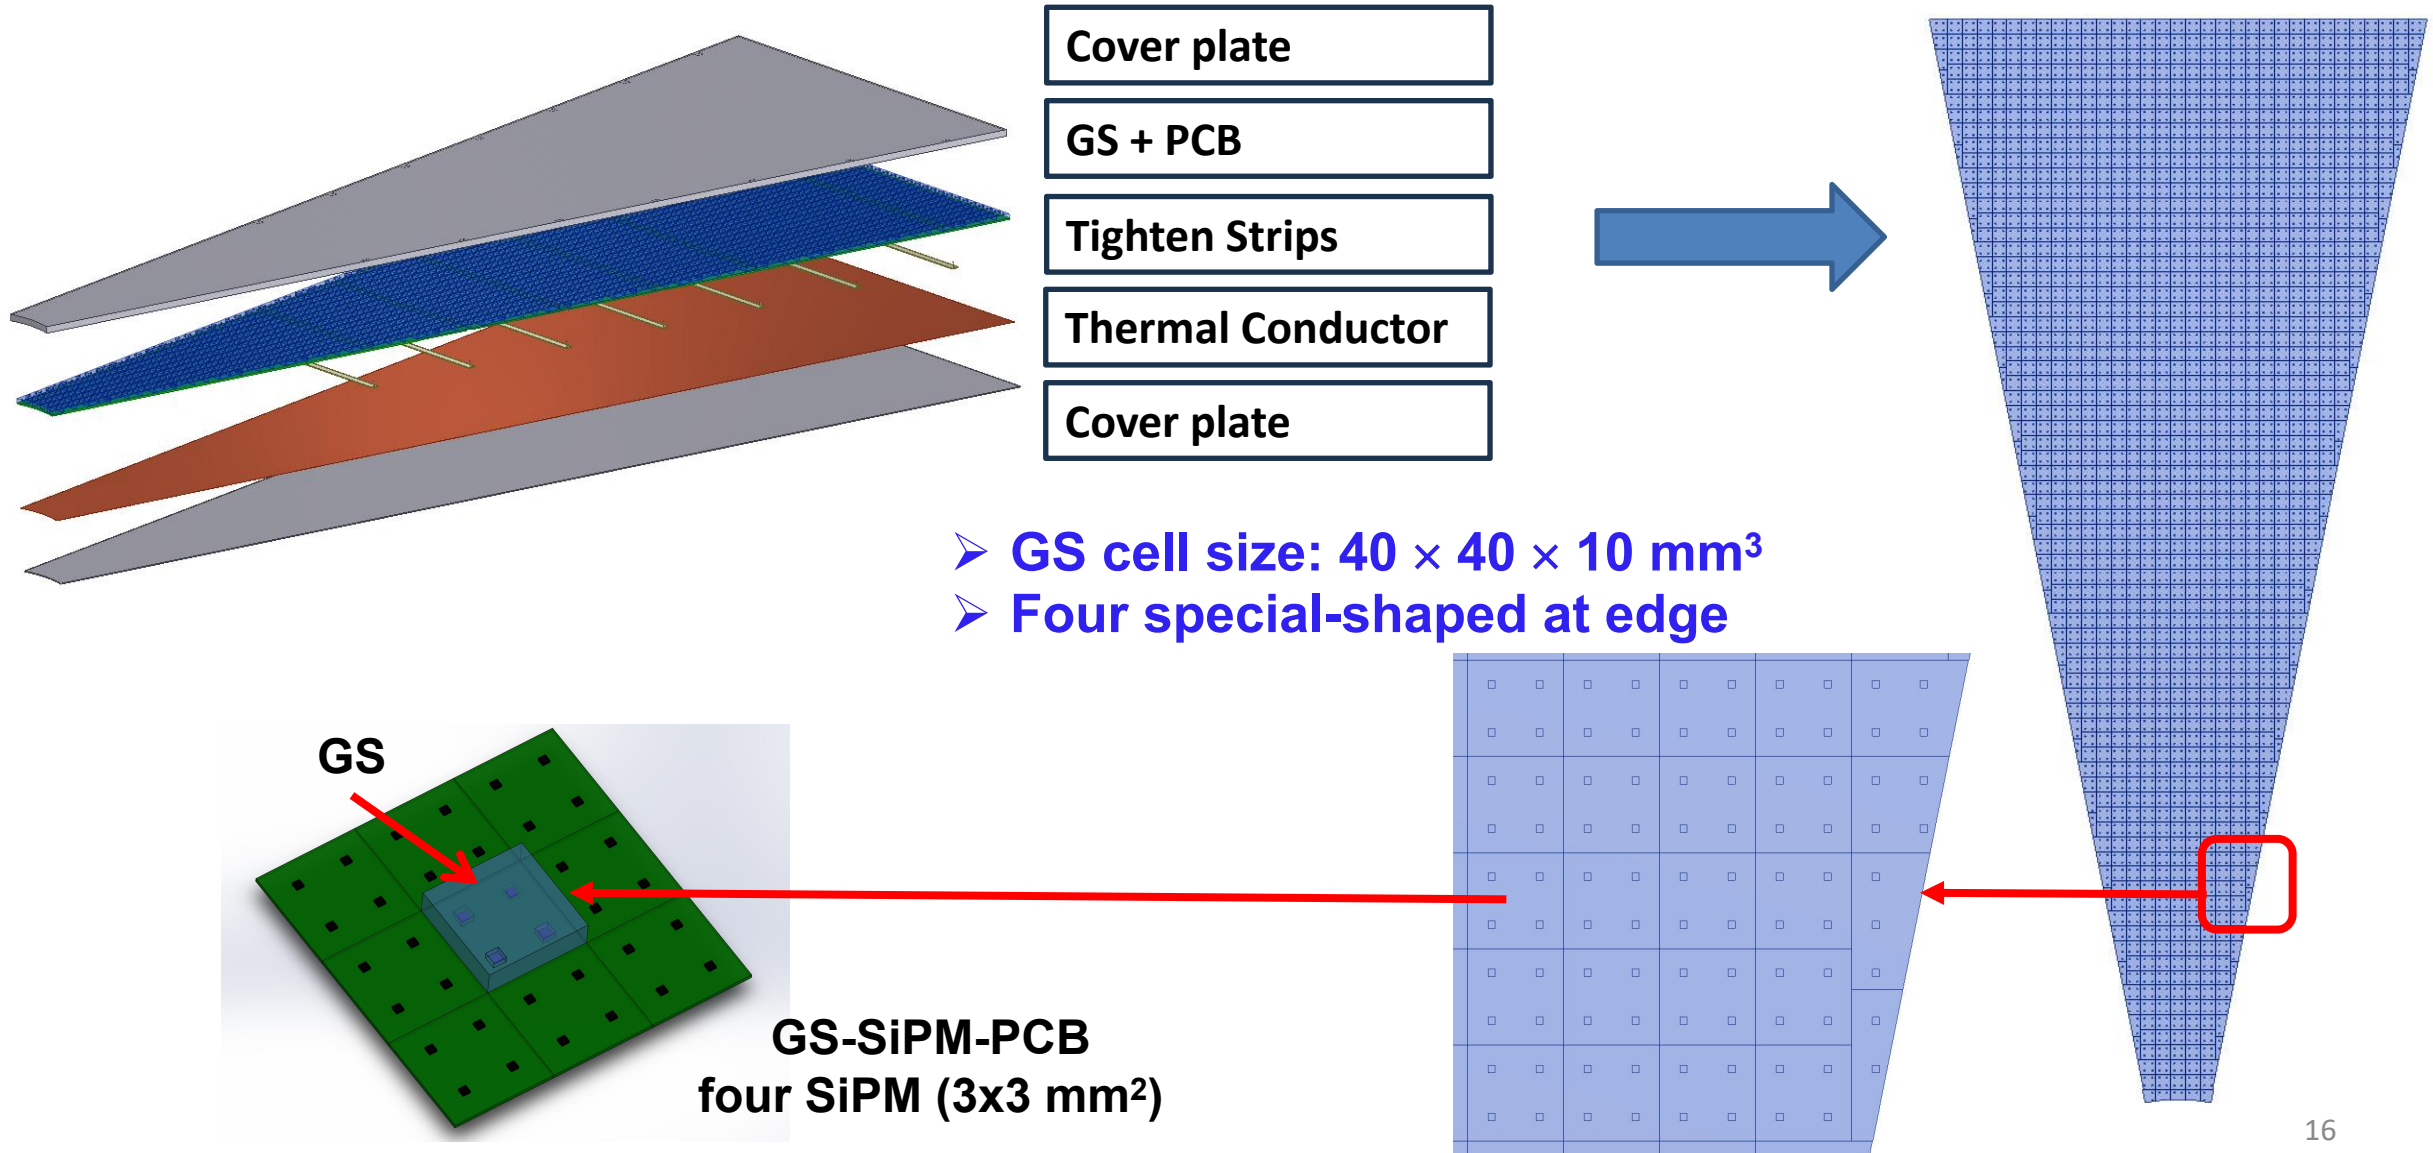 Cover plate
GS + PCB
Tighten Strips
Thermal Conductor
Cover plate
➢ GS cell size: 40 × 40 × 10 mm³
➢ Four special-shaped at edge
GS
GS-SiPM-PCB
four SiPM (3x3 mm²)
16